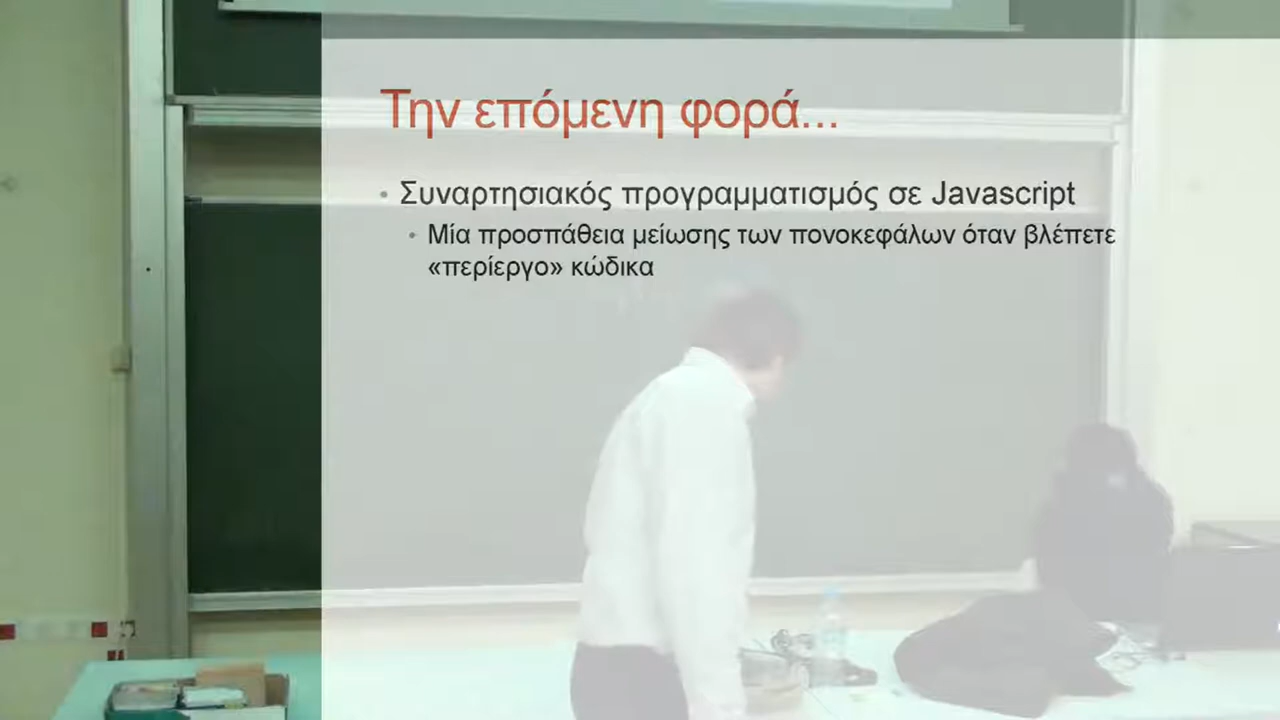 Την επόμενη φορά...
• Συναρτησιακός προγραμματισμός σε Javascript
• Μία προσπάθεια μείωσης των πονοκεφάλων όταν βλέπετε
«περίεργο» κώδικα